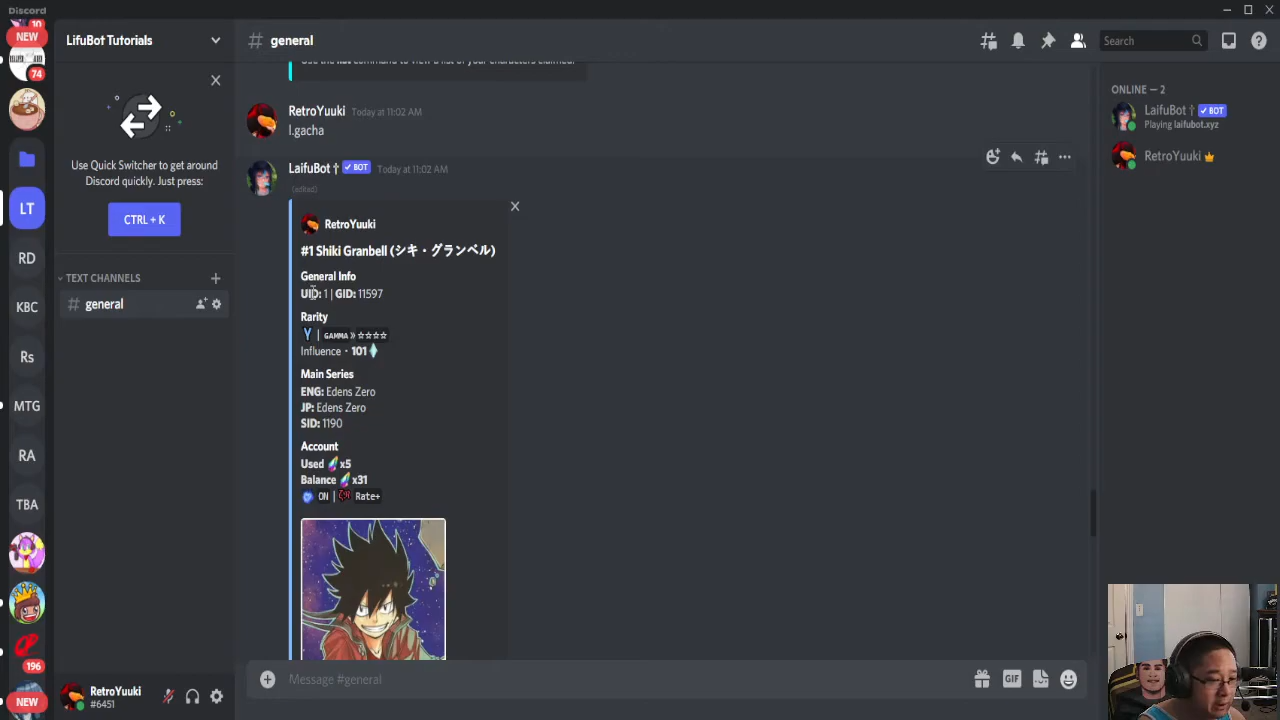 Discord
10
NEW
74
LT
RD
KBC
Rs
MTG
RA
TBA
196
NEW
LifuBot Tutorials
Use Quick Switcher to get around
Discord quickly. Just press:
CTRL + K
TEXT CHANNELS
# general
RetroYuuki
#6451
# general
Search
RetroYuuki Today at 11:02 AM
l.gacha
LaifuBot † ✔ BOT Today at 11:02 AM
(edited)
RetroYuuki
#1 Shiki Granbell (シキ・グランベル)
General Info
UID: 1 | GID: 11597
Rarity
Y | GAMMA » ☆☆☆☆
Influence - 101
Main Series
ENG: Edens Zero
JP: Edens Zero
SID: 1190
Account
Used x5
Balance x31
ON | Rate+
Message #general
GIF
ONLINE — 2
LaifuBot † ✔ BOT
Playing laifubot.xyz
RetroYuuki